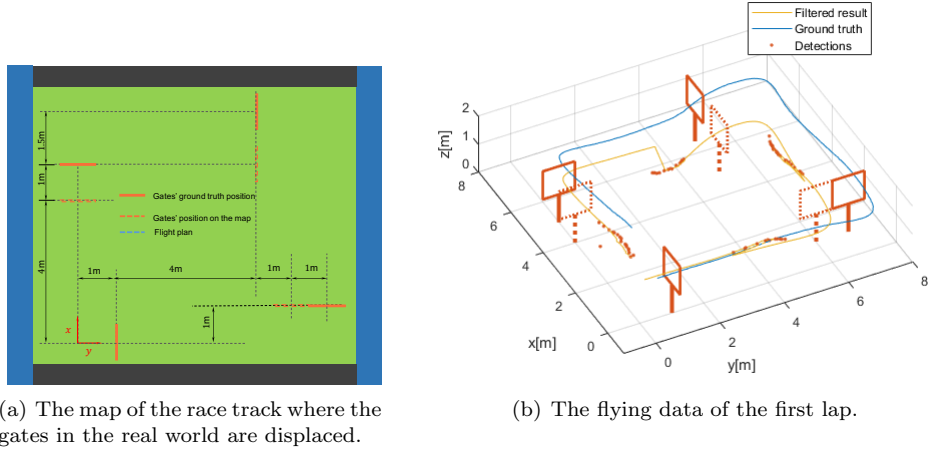 1.5m
1m
4m
Gates' ground truth position
Gates' position on the map
Flight plan
1m
4m
1m
1m
1m
x
y
Filtered result
Ground truth
Detections
z[m]
2
1
0
8
6
4
2
0
x[m]
0
2
4
6
8
y[m]
(a) The map of the race track where the
gates in the real world are displaced.
(b) The flying data of the first lap.